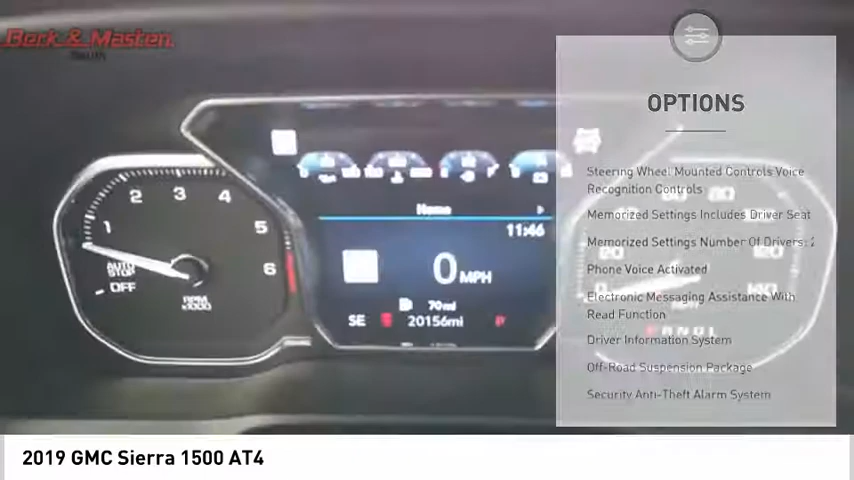 Berk & Masten
OPTIONS
Steering Wheel Mounted Controls Voice
Recognition Controls
Memorized Settings Includes Driver Seat
Memorized Settings Number Of Drivers: 2
Phone Voice Activated
Electronic Messaging Assistance With
Read Function
Driver Information System
Off-Road Suspension Package
Security Anti-Theft Alarm System
1 2 3 4 5 6
AUTO
STOP
OFF
RPM
x1000
Home
11:46
0 MPH
70mi
SE
20156mi
P
2019 GMC Sierra 1500 AT4